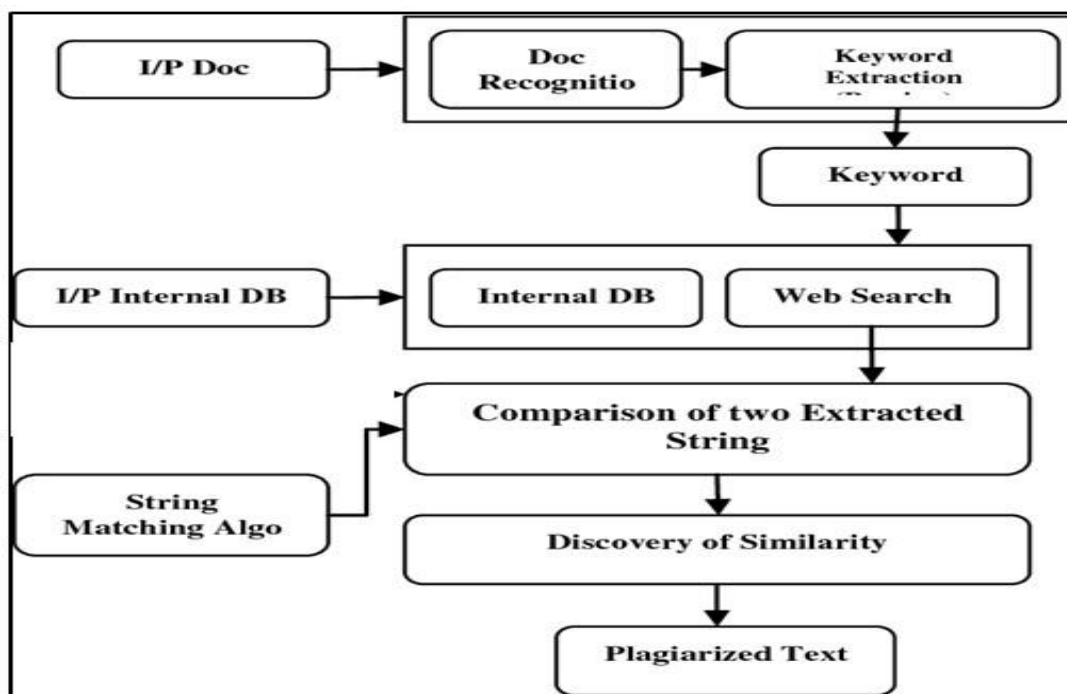 I/P Doc
Doc
Recognitio
Keyword
Extraction
Keyword
I/P Internal DB
Internal DB
Web Search
Comparison of two Extracted
String
String
Matching Algo
Discovery of Similarity
Plagiarized Text